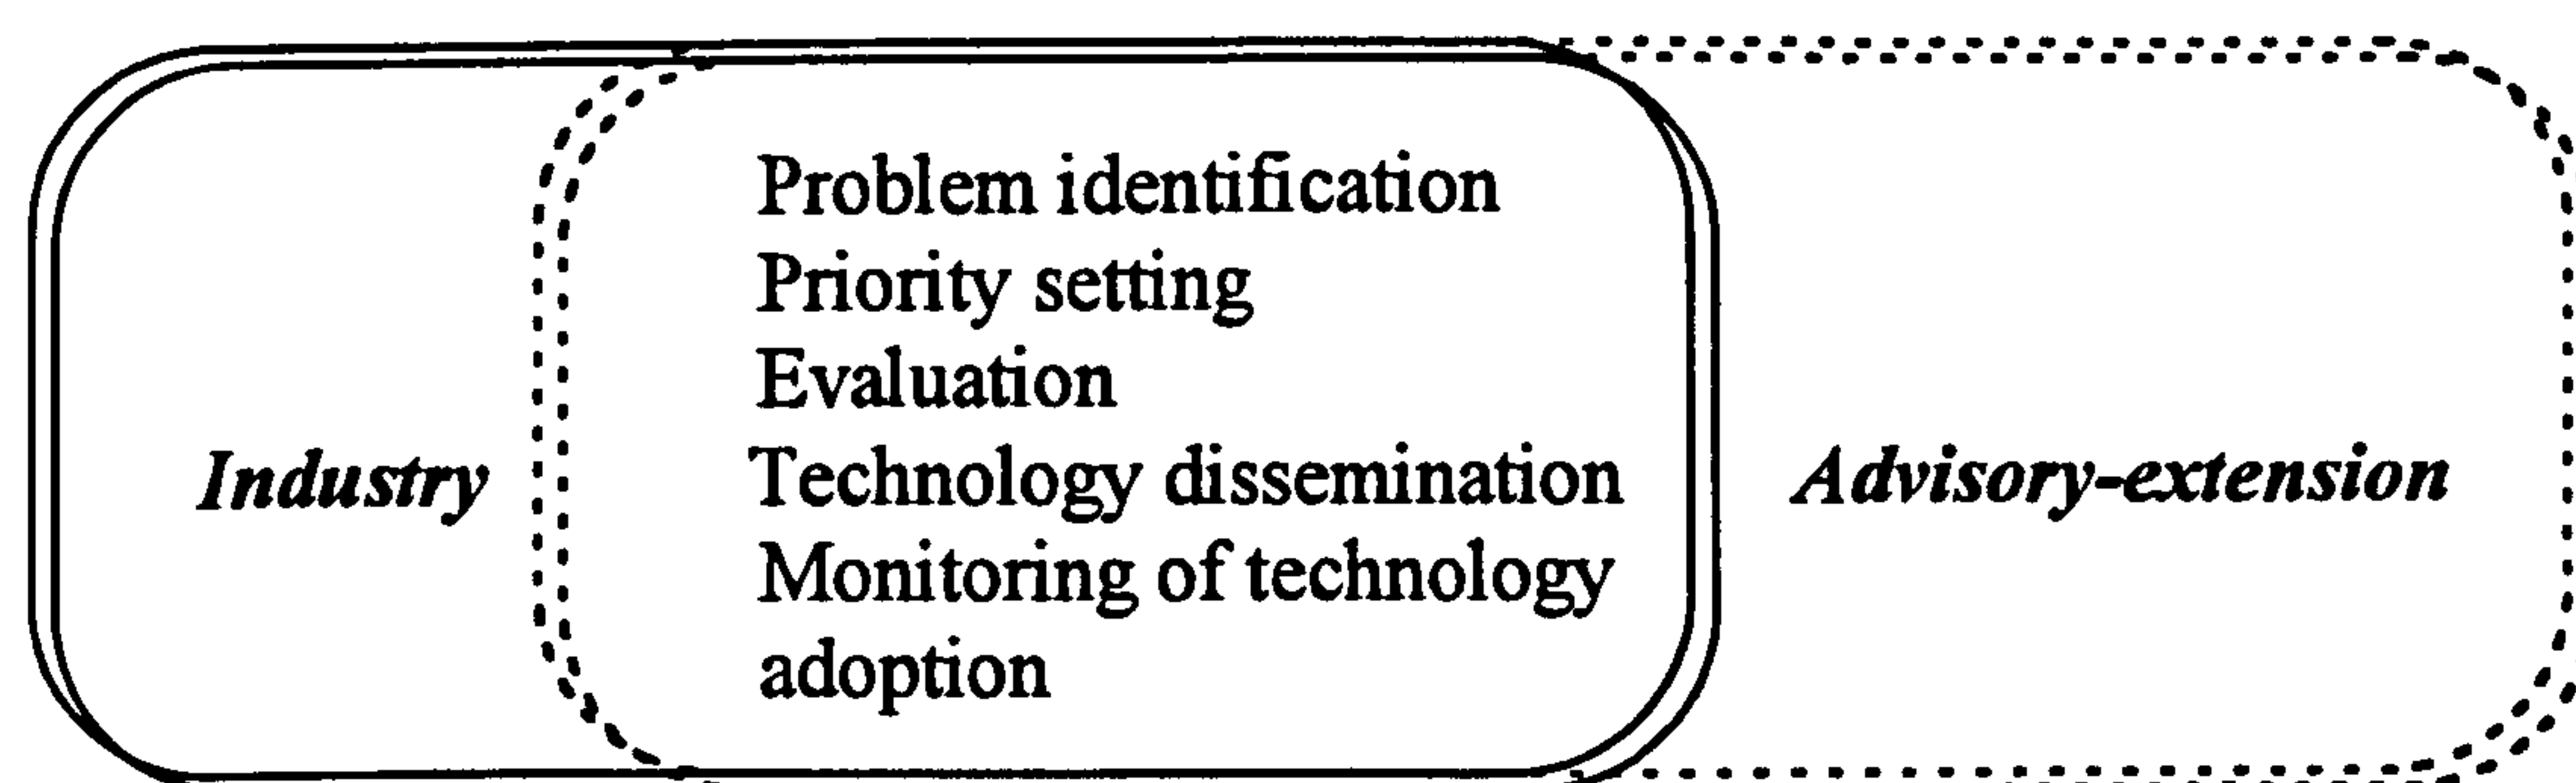 Problem identification
Priority setting
Evaluation
Industry
Technology dissemination
Advisory-extension
Monitoring of technology
adoption